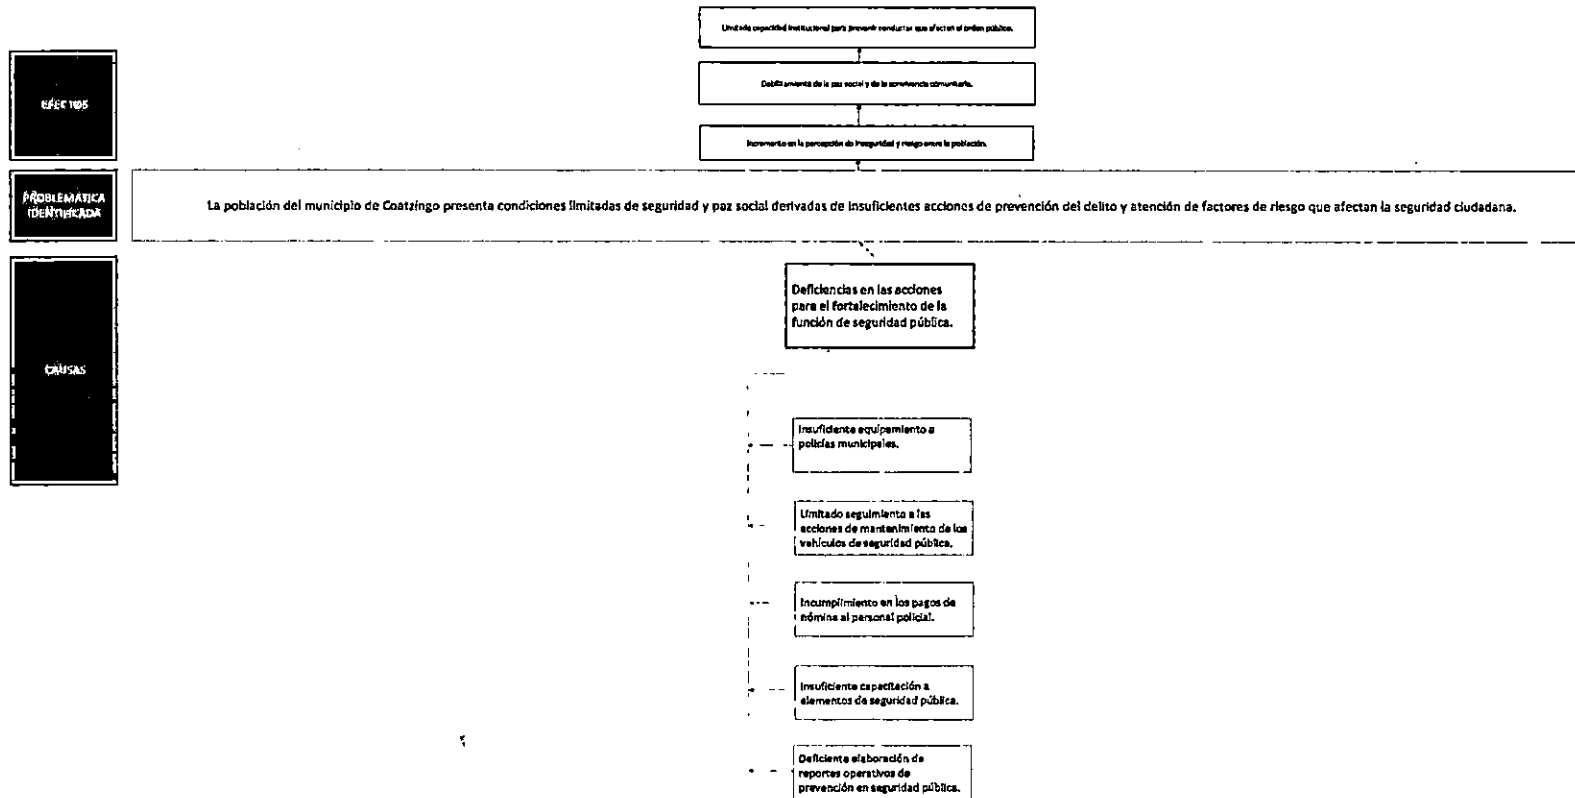 Limitada capacidad institucional para prevenir conductas que afectan el orden público.
EFECTOS
Debilitamiento de la paz social y de la convivencia comunitaria.
Incremento en la percepción de inseguridad y riesgo entre la población.
PROBLEMÁTICA
IDENTIFICADA
La población del municipio de Coatzingo presenta condiciones limitadas de seguridad y paz social derivadas de insuficientes acciones de prevención del delito y atención de factores de riesgo que afectan la seguridad ciudadana.
Deficiencias en las acciones
para el fortalecimiento de la
función de seguridad pública.
CAUSAS
Insuficiente equipamiento a
policías municipales.
Limitado seguimiento a las
acciones de mantenimiento de los
vehículos de seguridad pública.
Incumplimiento en los pagos de
nómina al personal policial.
Insuficiente capacitación a
elementos de seguridad pública.
Deficiente elaboración de
reportes operativos de
prevención en seguridad pública.